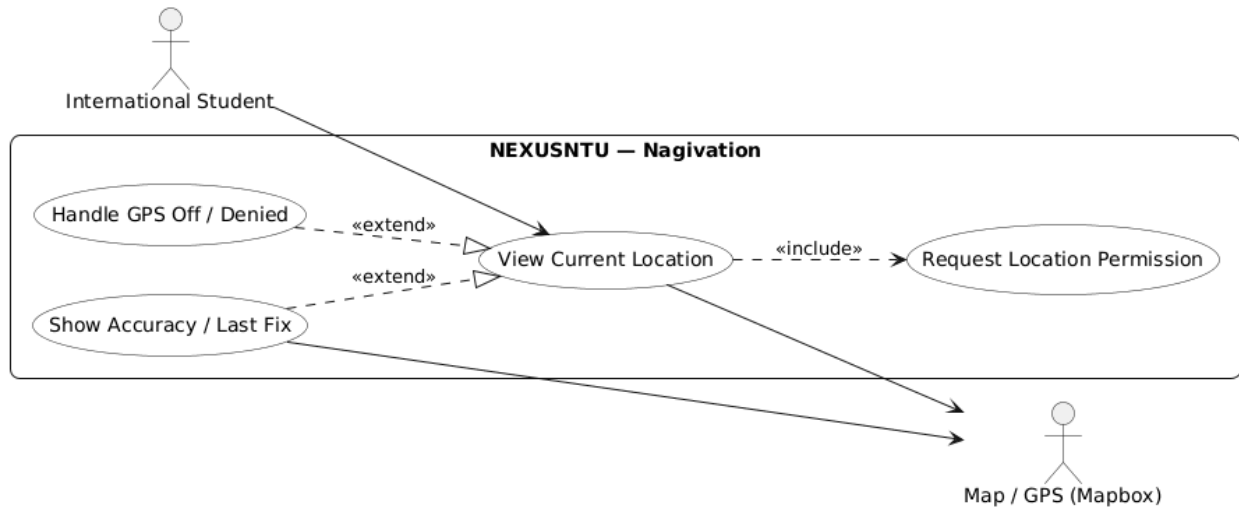 International Student
NEXUSNTU — Nagivation
Handle GPS Off / Denied
«extend»
View Current Location
«include»
Request Location Permission
«extend»
Show Accuracy / Last Fix
Map / GPS (Mapbox)